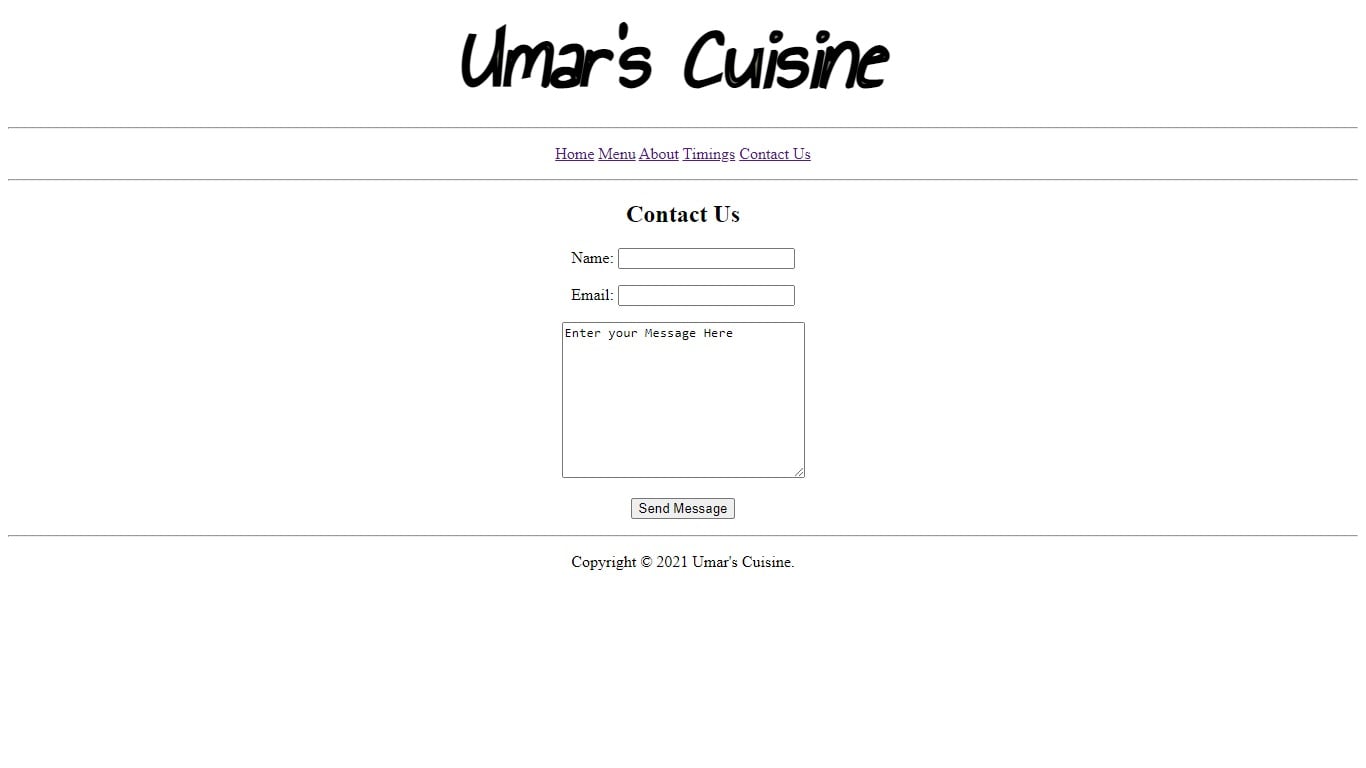 Umar's Cuisine
Home Menu About Timings Contact Us
Contact Us
Name:
Email:
Enter your Message Here
Send Message
Copyright © 2021 Umar's Cuisine.